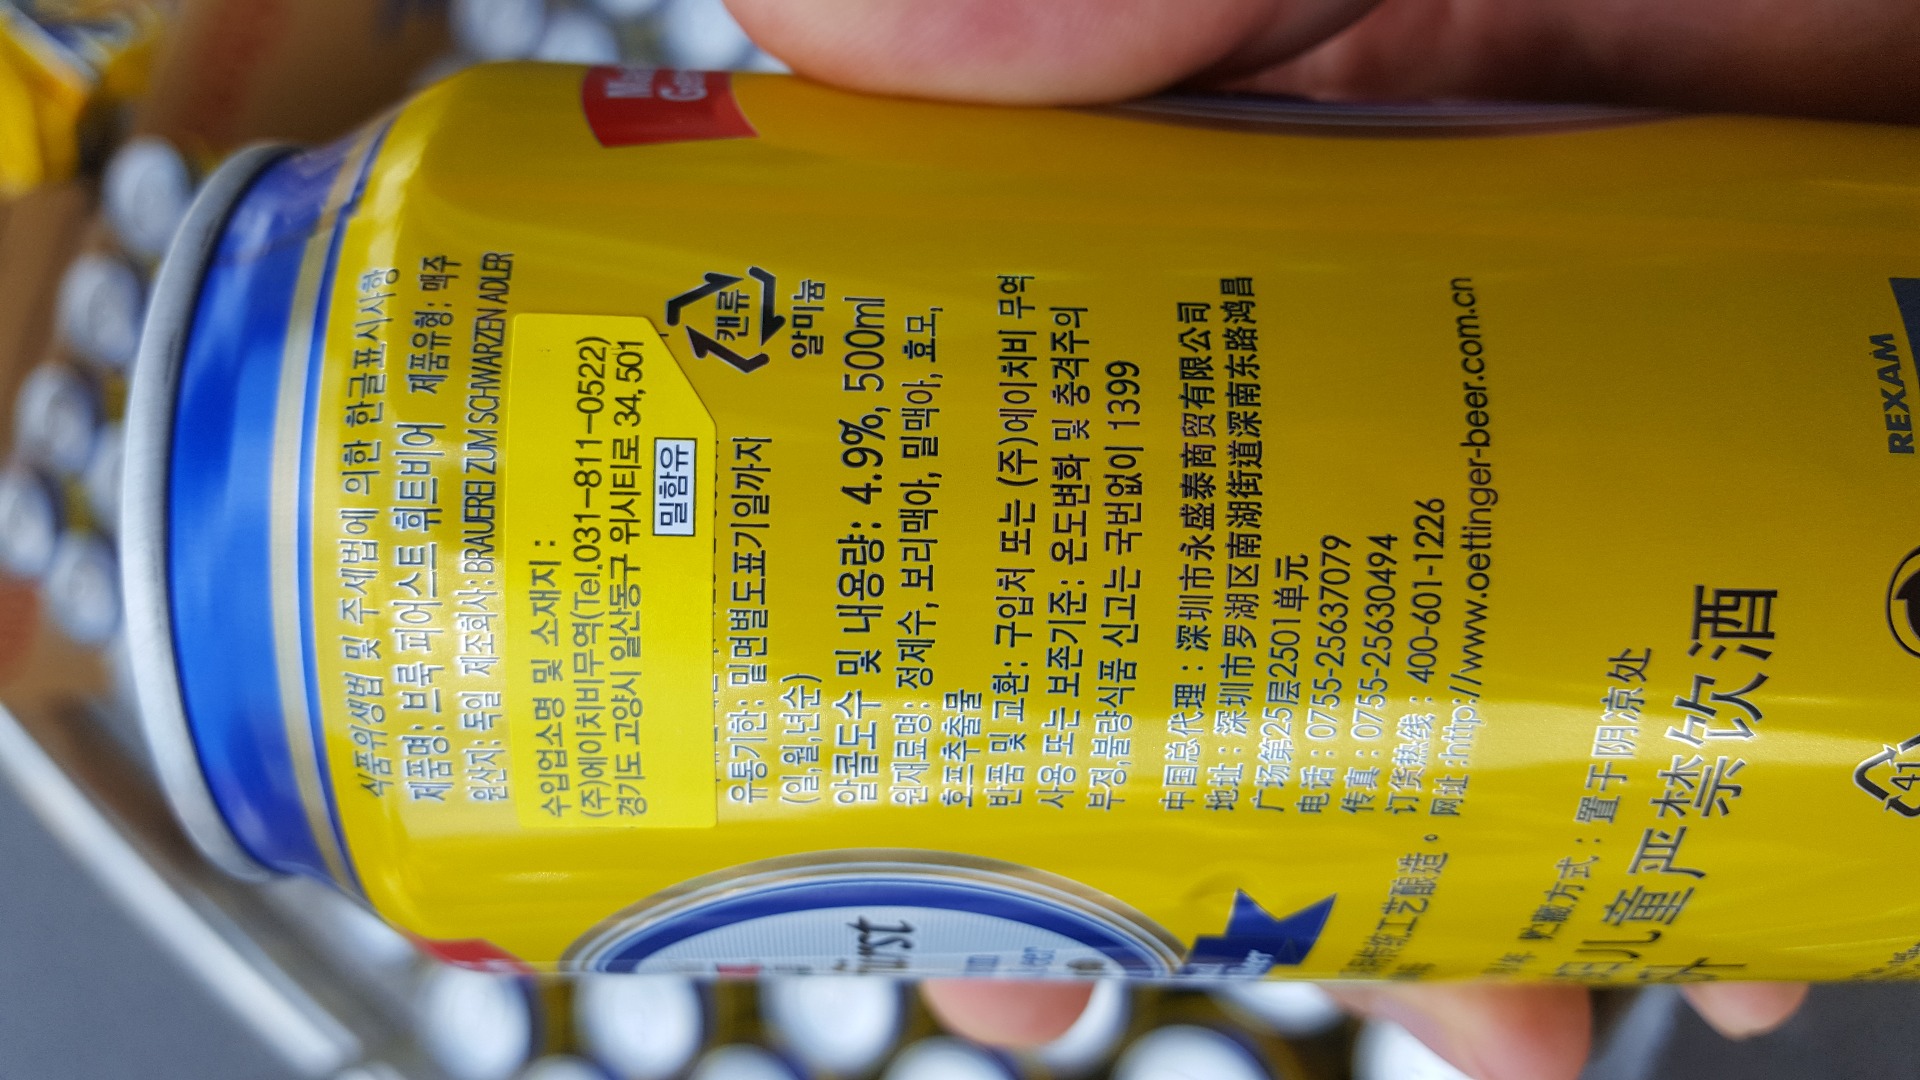 식품위생법 및 주세법에 의한 한글표시사항
제품명: 브룩 피어스트 휘트비어 제품유형: 맥주
원산지: 독일 제조회사: BRAUEREI ZUM SCHWARZEN ADLER
수입업소명 및 소재지 :
(주)에이치비무역(Tel.031-811-0522)
경기도 고양시 일산동구 위시티로 34, 501
밀함유
캔류
알미늄
유통기한: 밑면별도표기일까지
(일,월,년순)
알콜도수 및 내용량: 4.9%, 500ml
원재료명: 정제수, 보리맥아, 밀맥아, 효모,
호프추출물
반품 및 교환: 구입처 또는 (주)에이치비 무역
사용 또는 보존기준: 온도변화 및 충격주의
부정,불량식품 신고는 국번없이 1399
中国总代理：深圳市永盛泰商贸有限公司
地址：深圳市罗湖区南湖街道深南东路鸿昌
广场第25层2501单元
电话：0755-25637079
传真：0755-25630494
订货热线：400-601-1226
网址:http://www.oettinger-beer.com.cn
传统工艺酿造。
贮藏方式：置于阴凉处
儿童严禁饮酒
REXAM
41